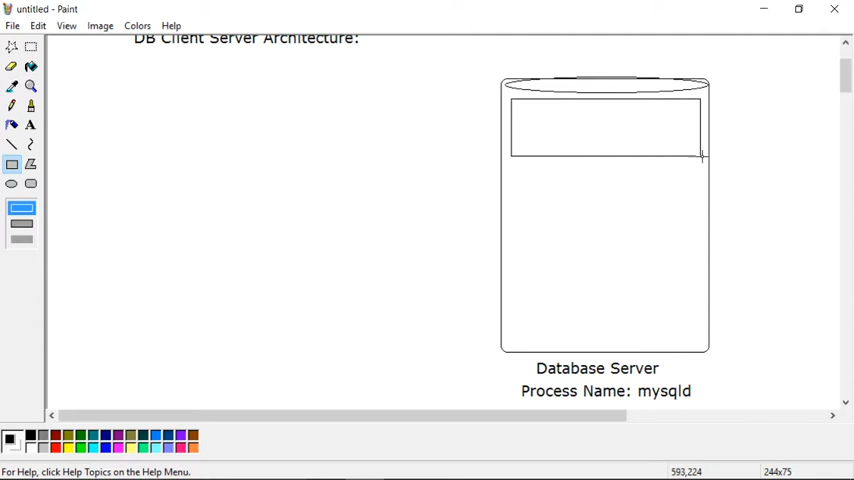 untitled - Paint
File Edit View Image Colors Help
DB Client Server Architecture:
A
Database Server
Process Name: mysqld
For Help, click Help Topics on the Help Menu.
593,224
244x75